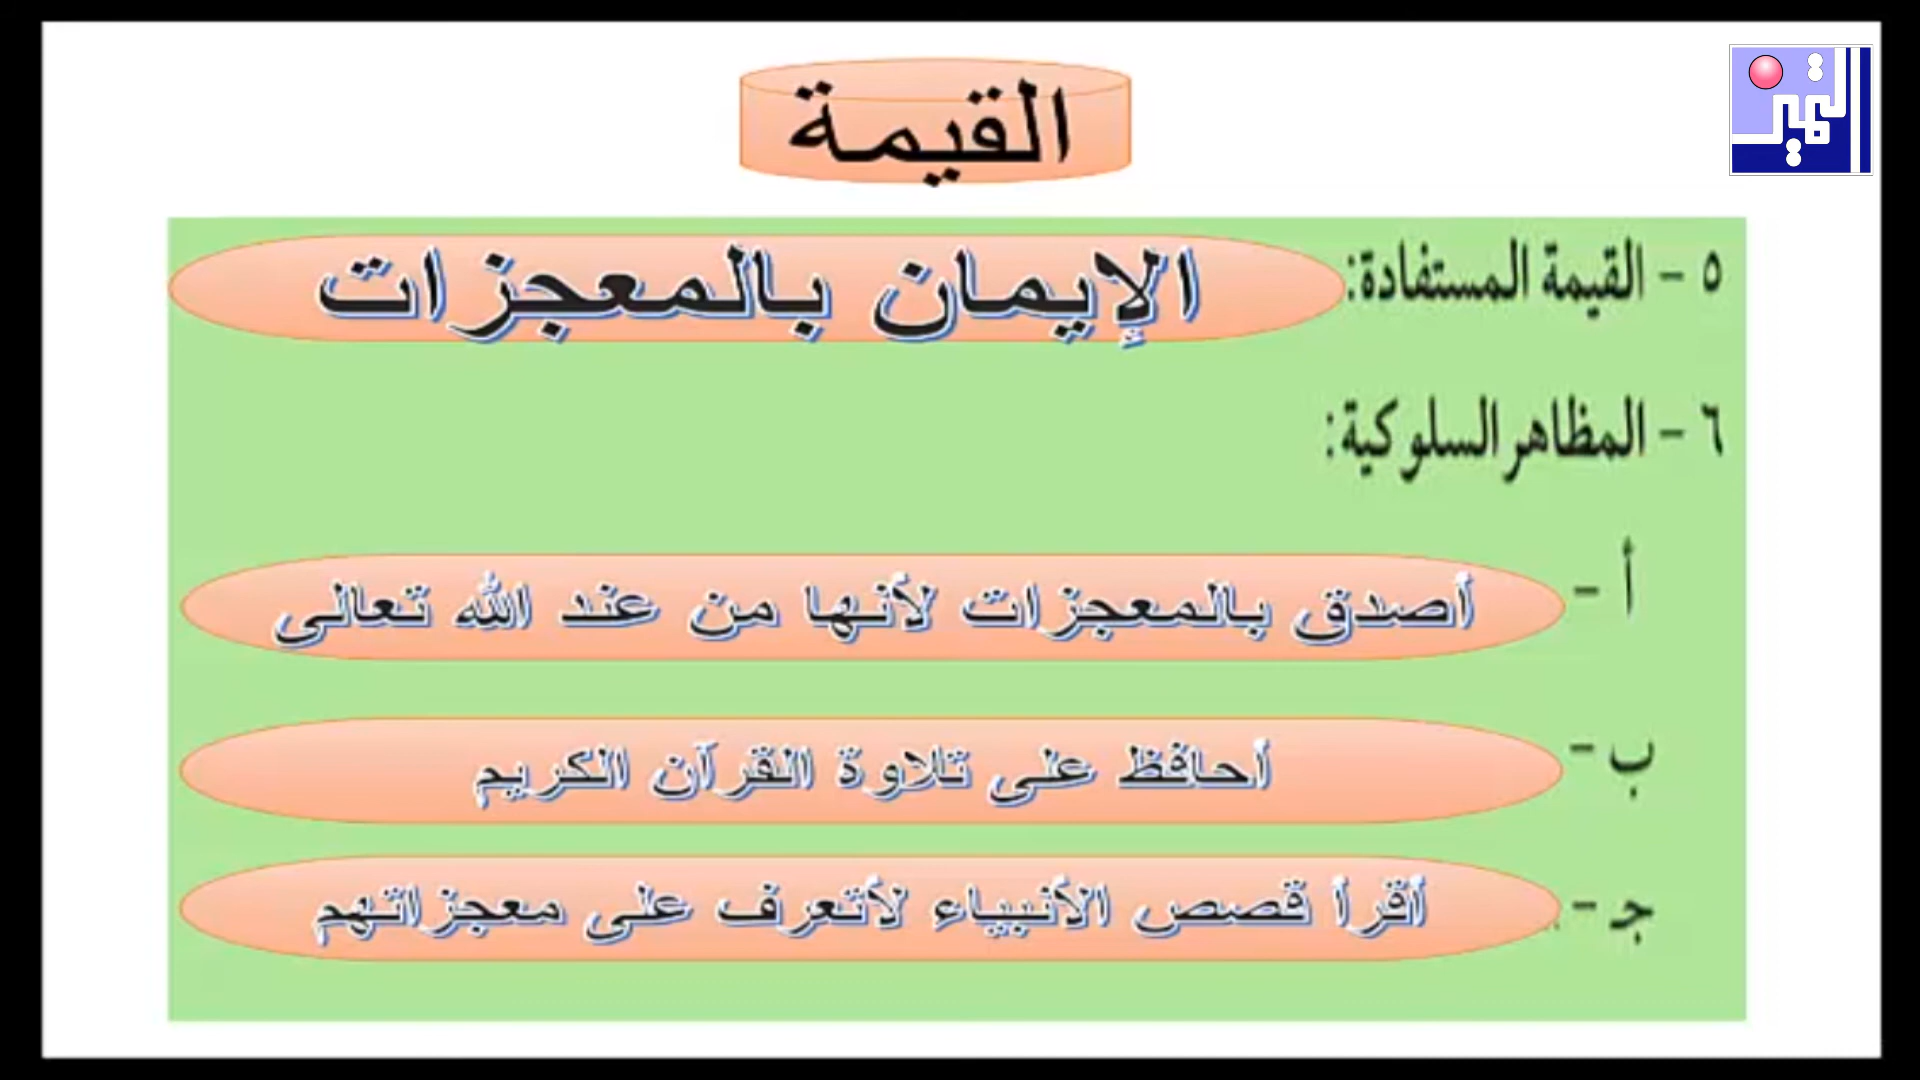 القيمة
٥ - القيمة المستفادة: الإيمان بالمعجزات
٦ - المظاهر السلوكية:
أ - أصدق بالمعجزات لأنها من عند الله تعالى
ب - أحافظ على تلاوة القرآن الكريم
جـ - أقرأ قصص الأنبياء لأتعرف على معجزاتهم